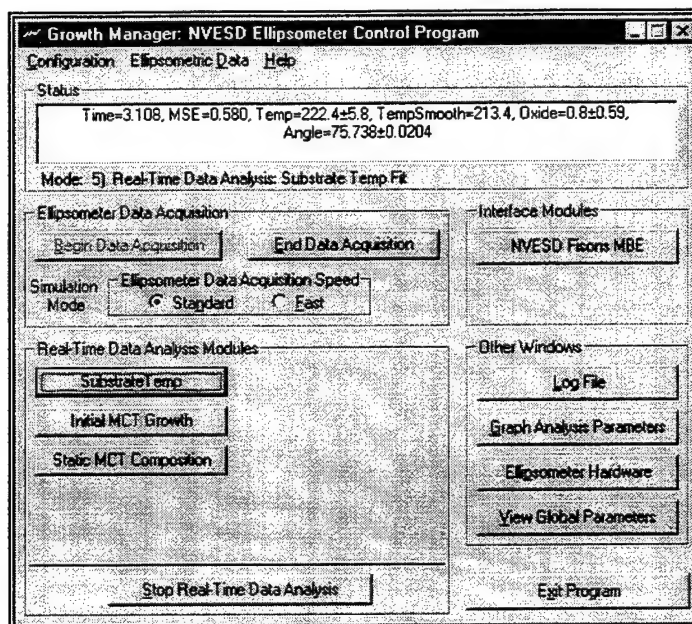 Growth Manager: NVESD Ellipsometer Control Program
Configuration Ellipsometric Data Help
Status
Time=3.108, MSE=0.580, Temp=222.4±5.8, TempSmooth=213.4, Oxide=0.8±0.59,
Angle=75.738±0.0204
Mode: 5) Real-Time Data Analysis: Substrate Temp Fit
Ellipsometer Data Acquisition
Begin Data Acquisition
End Data Acquisition
Simulation
Mode
Ellipsometer Data Acquisition Speed
Standard
Fast
Interface Modules
NVESD Fisons MBE
Real-Time Data Analysis Modules
SubstrateTemp
Initial MCT Growth
Static MCT Composition
Stop Real-Time Data Analysis
Other Windows
Log File
Graph Analysis Parameters
Ellipsometer Hardware
View Global Parameters
Exit Program